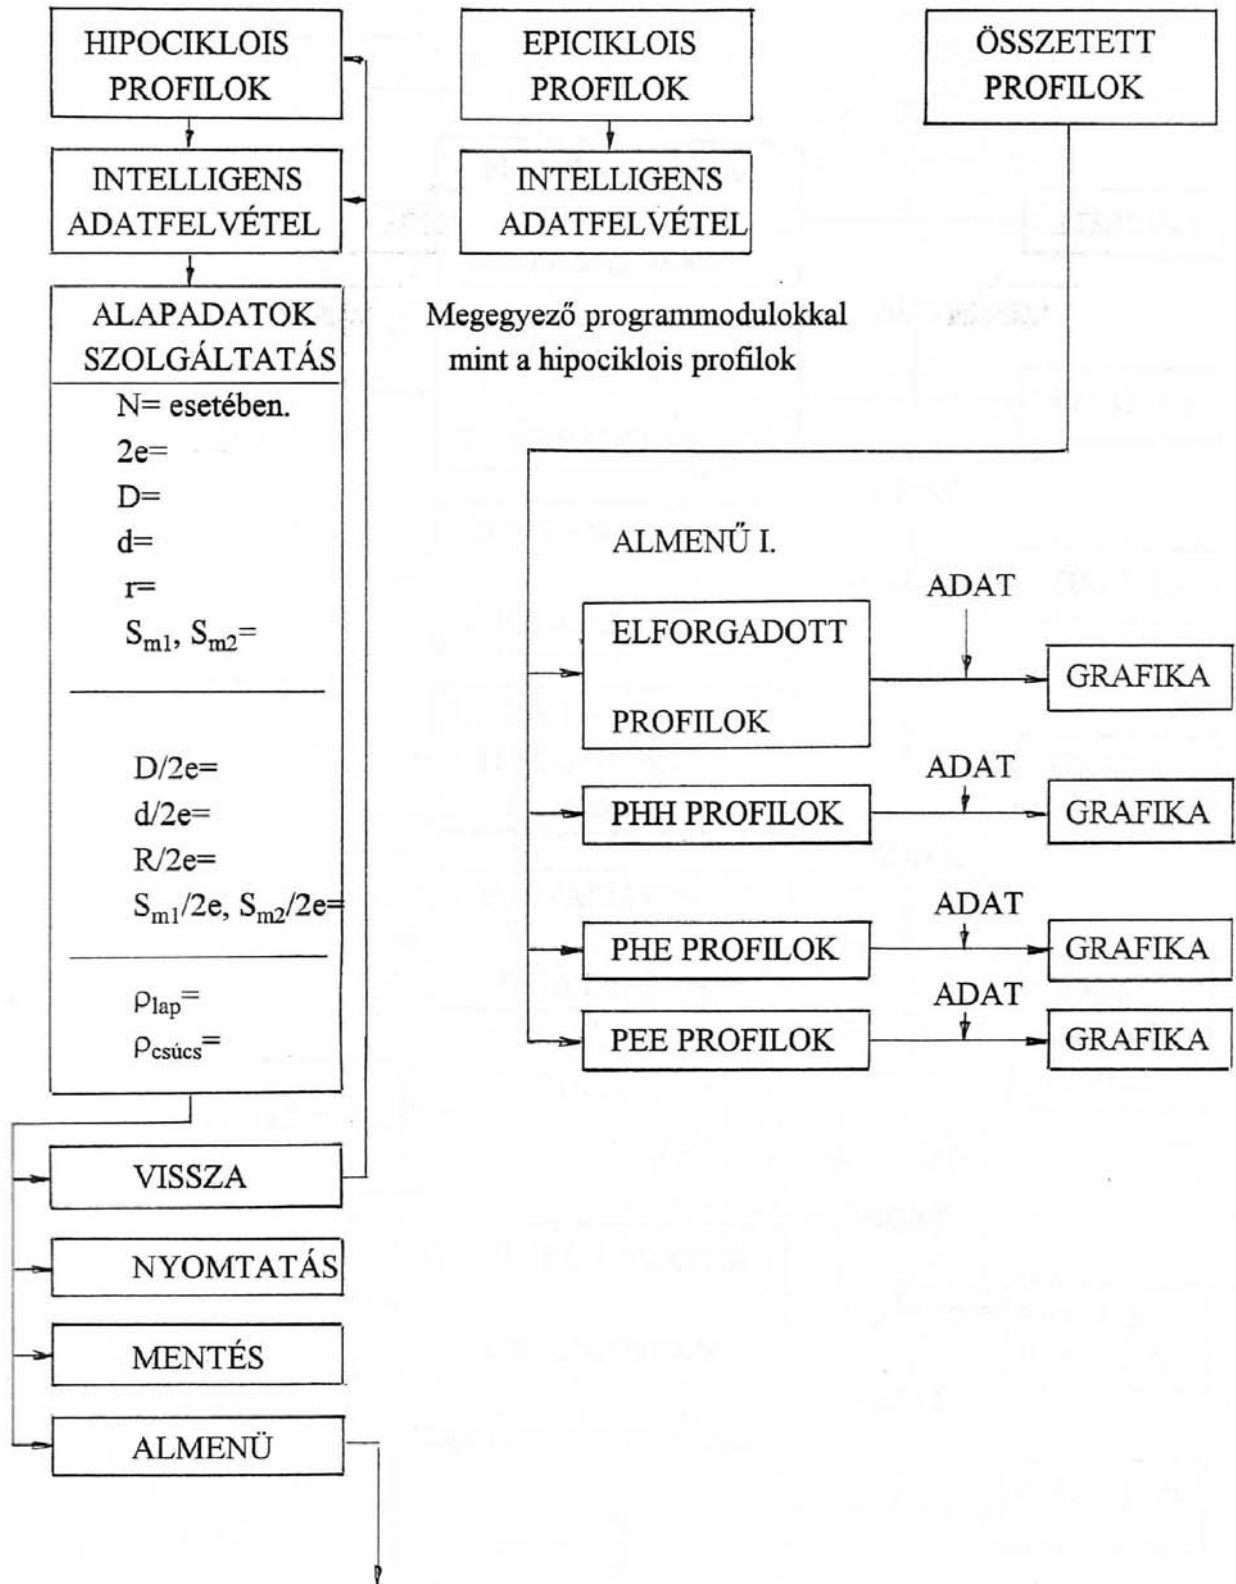 HIPOCIKLOIS
PROFILOK
INTELLIGENS
ADATFELVÉTEL
ALAPADATOK
SZOLGÁLTATÁS
N= esetében.
2e=
D=
d=
r=
Sm1, Sm2=
D/2e=
d/2e=
R/2e=
Sm1/2e, Sm2/2e=
ρlap=
ρcsúcs=
VISSZA
NYOMTATÁS
MENTÉS
ALMENÜ
EPICIKLOIS
PROFILOK
INTELLIGENS
ADATFELVÉTEL
Megegyező programmodulokkal
mint a hipociklois profilok
ÖSSZETETT
PROFILOK
ALMENŰ I.
ELFORGADOTT
PROFILOK
ADAT
GRAFIKA
PHH PROFILOK
ADAT
GRAFIKA
PHE PROFILOK
ADAT
GRAFIKA
PEE PROFILOK
ADAT
GRAFIKA